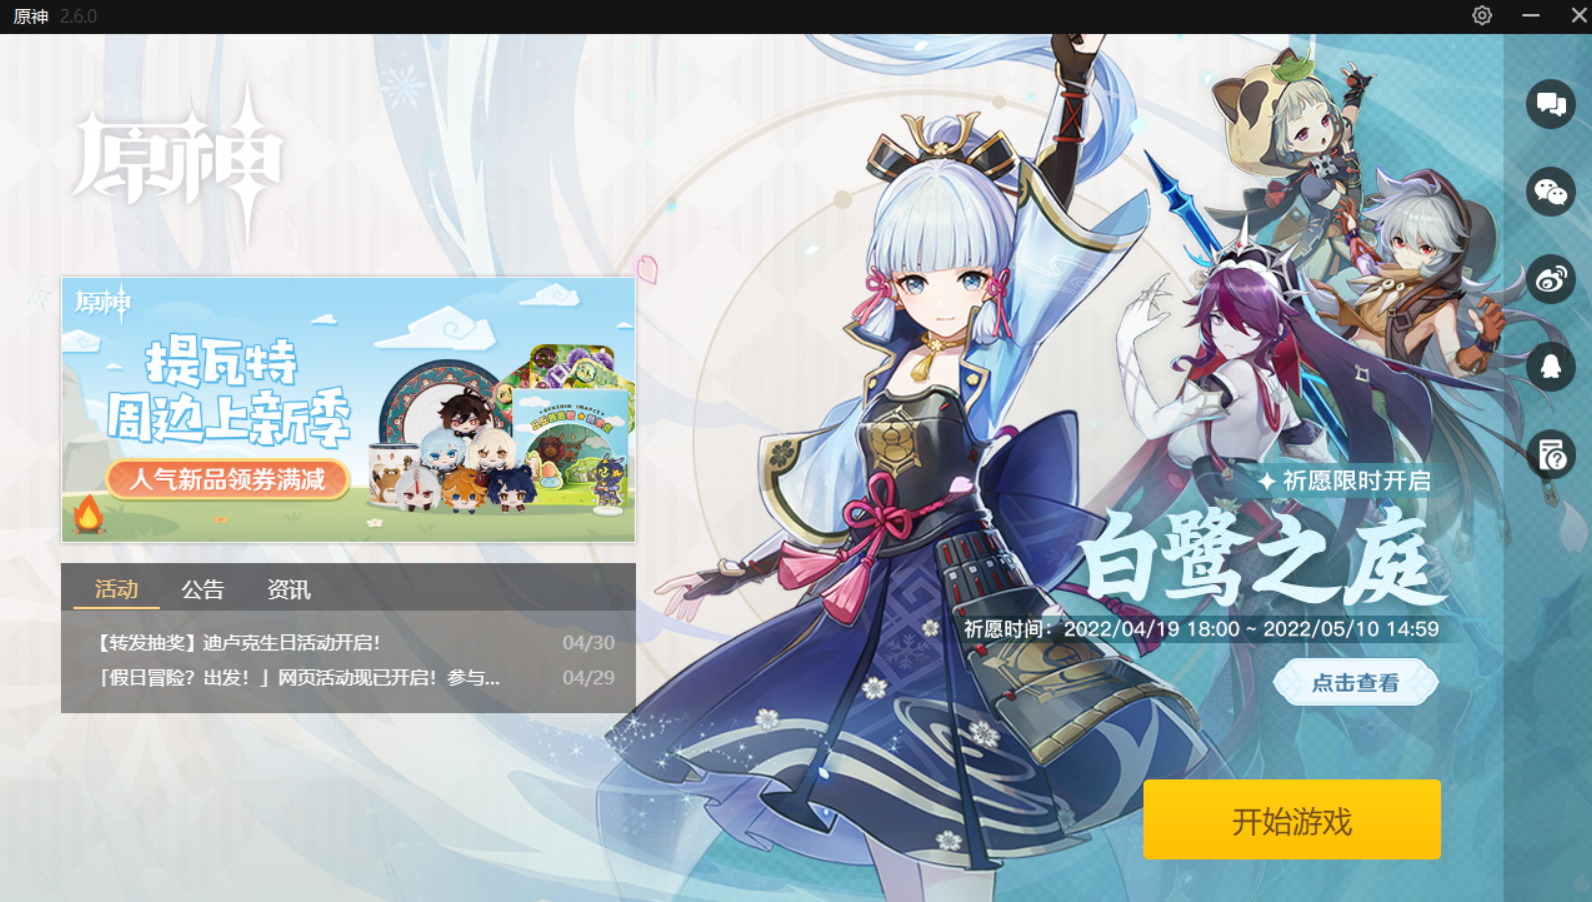 原神 2.6.0
原神
原神
提瓦特
周边上新季
人气新品领券满减
GENSHIN IMPACT
活动 公告 资讯
【转发抽奖】迪卢克生日活动开启! 04/30
「假日冒险？出发！」网页活动现已开启！参与... 04/29
祈愿限时开启
白鹭之庭
祈愿时间：2022/04/19 18:00 ~ 2022/05/10 14:59
点击查看
开始游戏